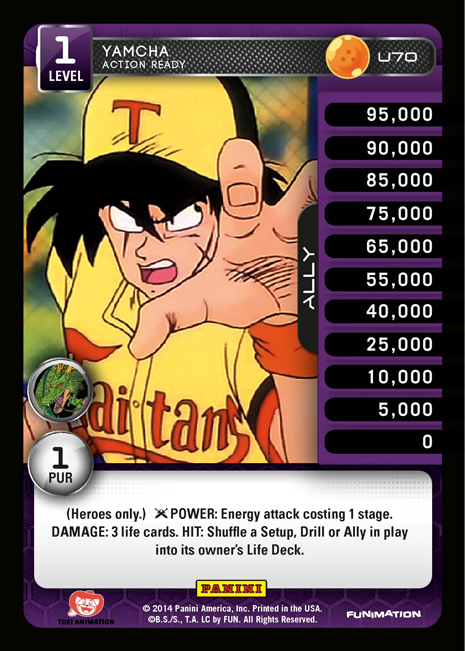 1
LEVEL
YAMCHA
ACTION READY
U70
95,000
90,000
85,000
75,000
65,000
55,000
40,000
25,000
10,000
5,000
0
ALLY
T
tai·tans
1
PUR
(Heroes only.) POWER: Energy attack costing 1 stage.
DAMAGE: 3 life cards. HIT: Shuffle a Setup, Drill or Ally in play
into its owner's Life Deck.
PANINI
TOEI ANIMATION
© 2014 Panini America, Inc. Printed in the USA.
©B.S./S., T.A. LC by FUN. All Rights Reserved.
FUNIMATION